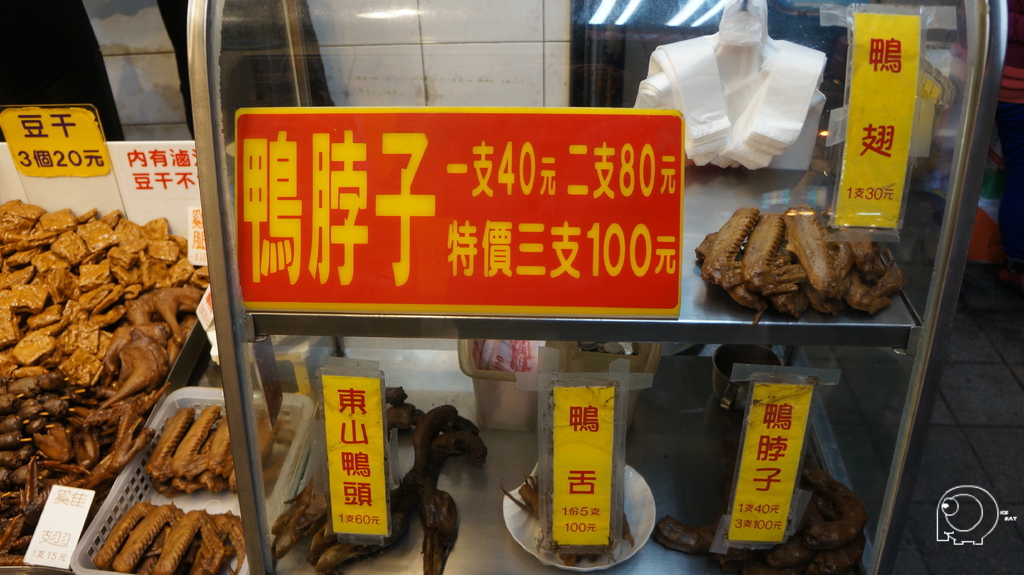 豆干
3個20元
內有滷
豆干不
鴨脖子
一支40元 二支80元
特價三支100元
鴨翅
1支30元
東山鴨頭
1支60元
鴨舌
1份5支
100元
鴨脖子
1支40元
3支100元
1支15元
ICE
EAT